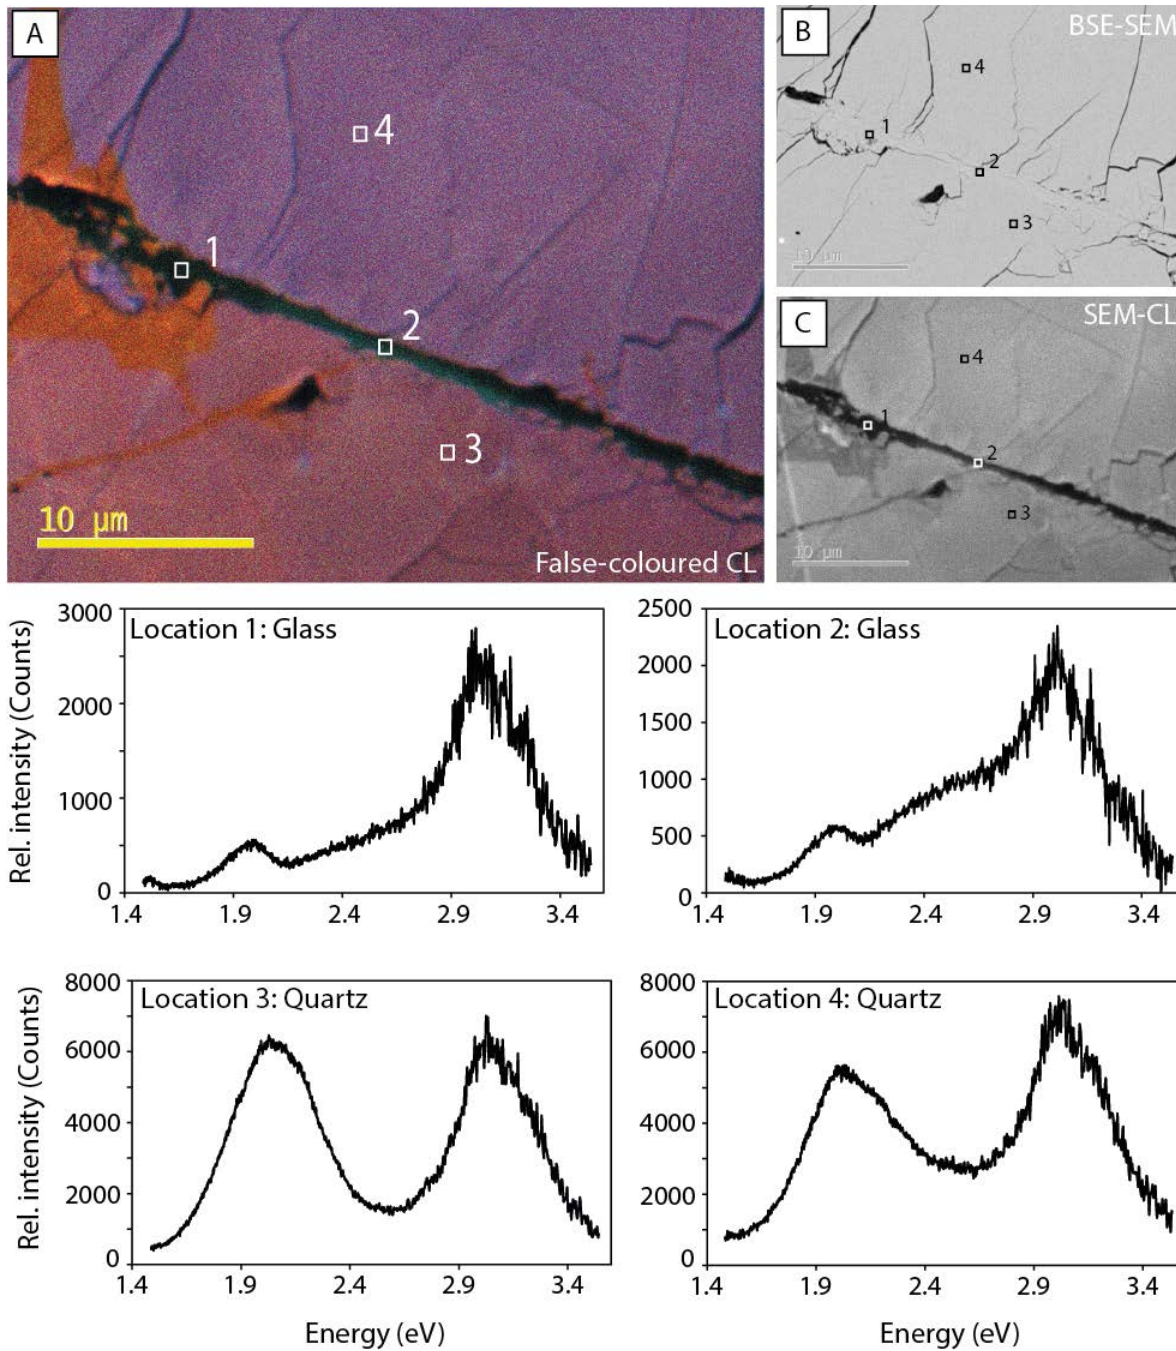 A
4
1
2
3
10 µm
False-coloured CL
B
BSE-SEM
4
1
2
3
10 µm
C
SEM-CL
4
1
2
3
10 µm
Rel. intensity (Counts)
3000
2000
1000
0
Location 1: Glass
1.4 1.9 2.4 2.9 3.4
2500
2000
1500
1000
500
0
Location 2: Glass
1.4 1.9 2.4 2.9 3.4
Rel. intensity (Counts)
8000
6000
4000
2000
0
Location 3: Quartz
1.4 1.9 2.4 2.9 3.4
Energy (eV)
8000
6000
4000
2000
0
Location 4: Quartz
1.4 1.9 2.4 2.9 3.4
Energy (eV)